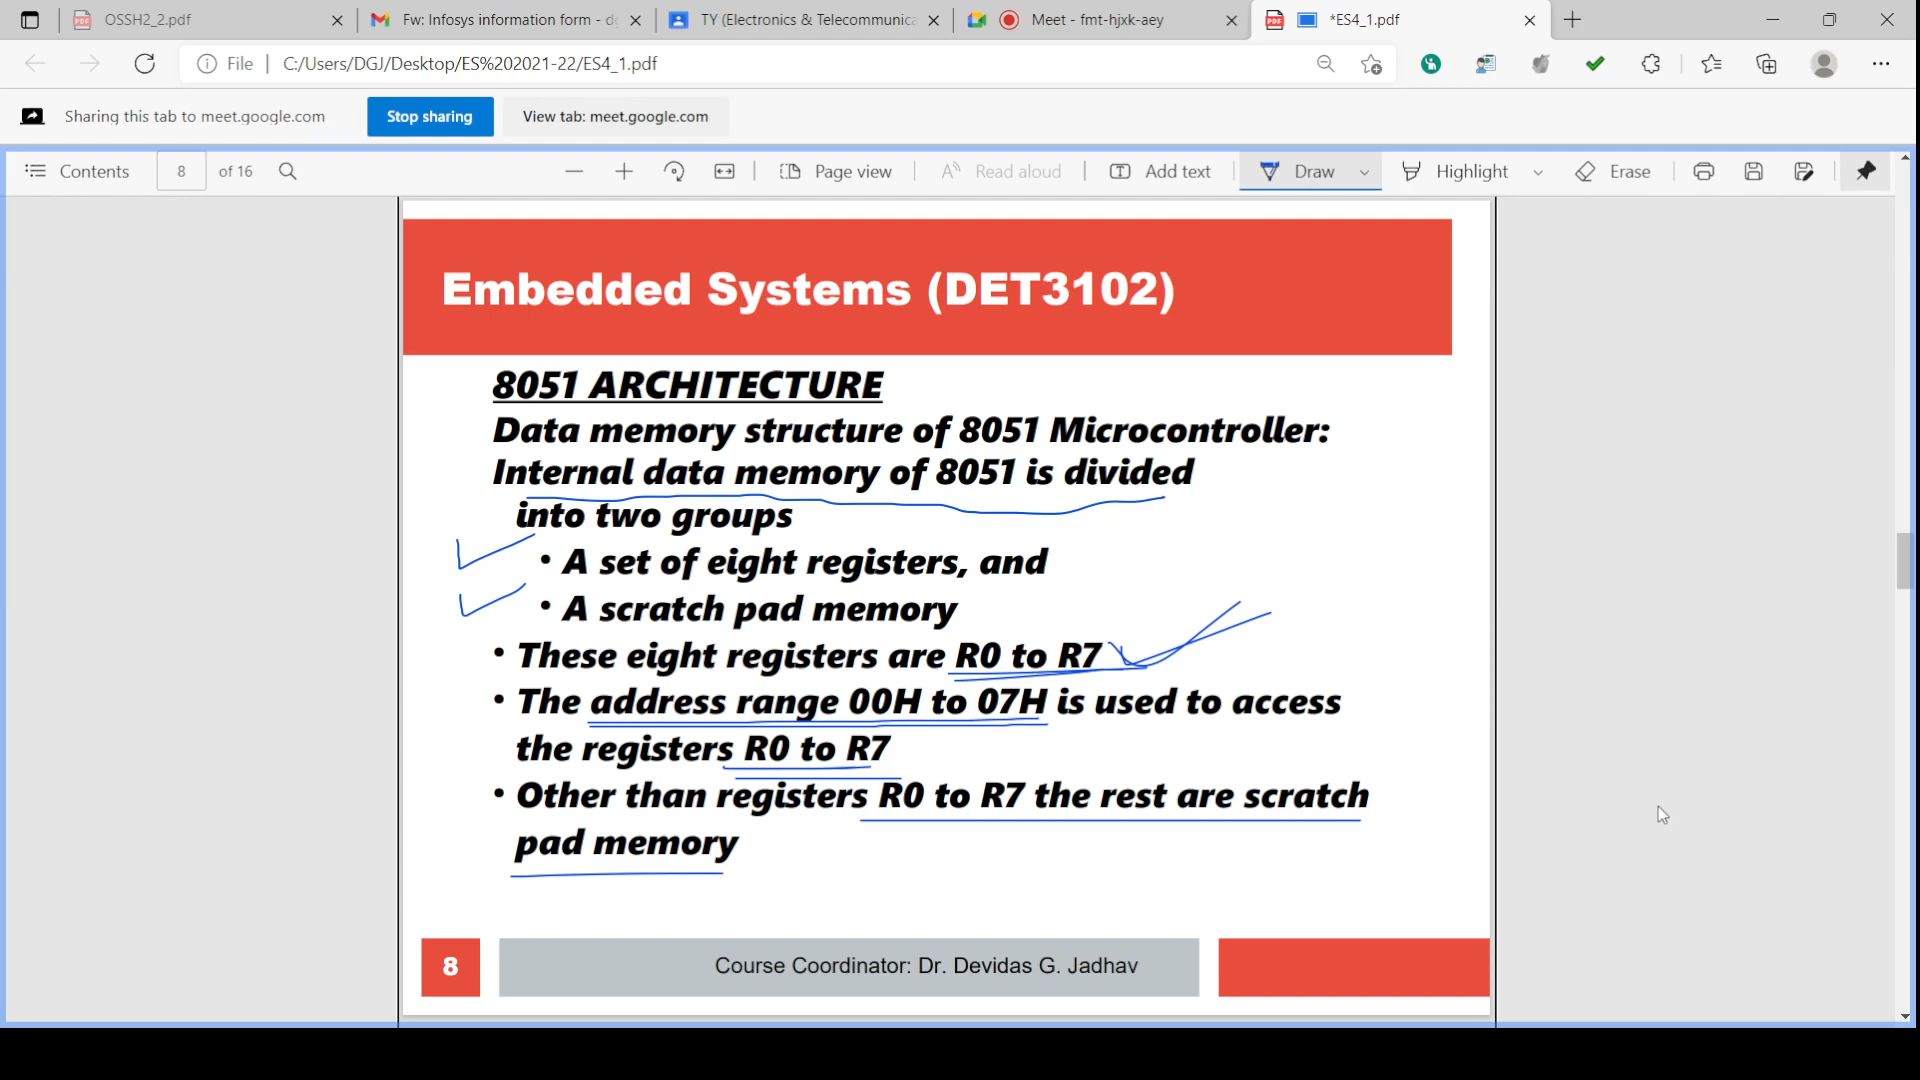 OSSH2_2.pdf
Fw: Infosys information form - d
TY (Electronics & Telecommunica
Meet - fmt-hjxk-aey
*ES4_1.pdf
File
C:/Users/DGJ/Desktop/ES%202021-22/ES4_1.pdf
Sharing this tab to meet.google.com
Stop sharing
View tab: meet.google.com
Contents
8
of 16
Page view
Read aloud
Add text
Draw
Highlight
Erase
Embedded Systems (DET3102)
8051 ARCHITECTURE
Data memory structure of 8051 Microcontroller:
Internal data memory of 8051 is divided
into two groups
• A set of eight registers, and
• A scratch pad memory
• These eight registers are R0 to R7
• The address range 00H to 07H is used to access
the registers R0 to R7
• Other than registers R0 to R7 the rest are scratch
pad memory
8
Course Coordinator: Dr. Devidas G. Jadhav